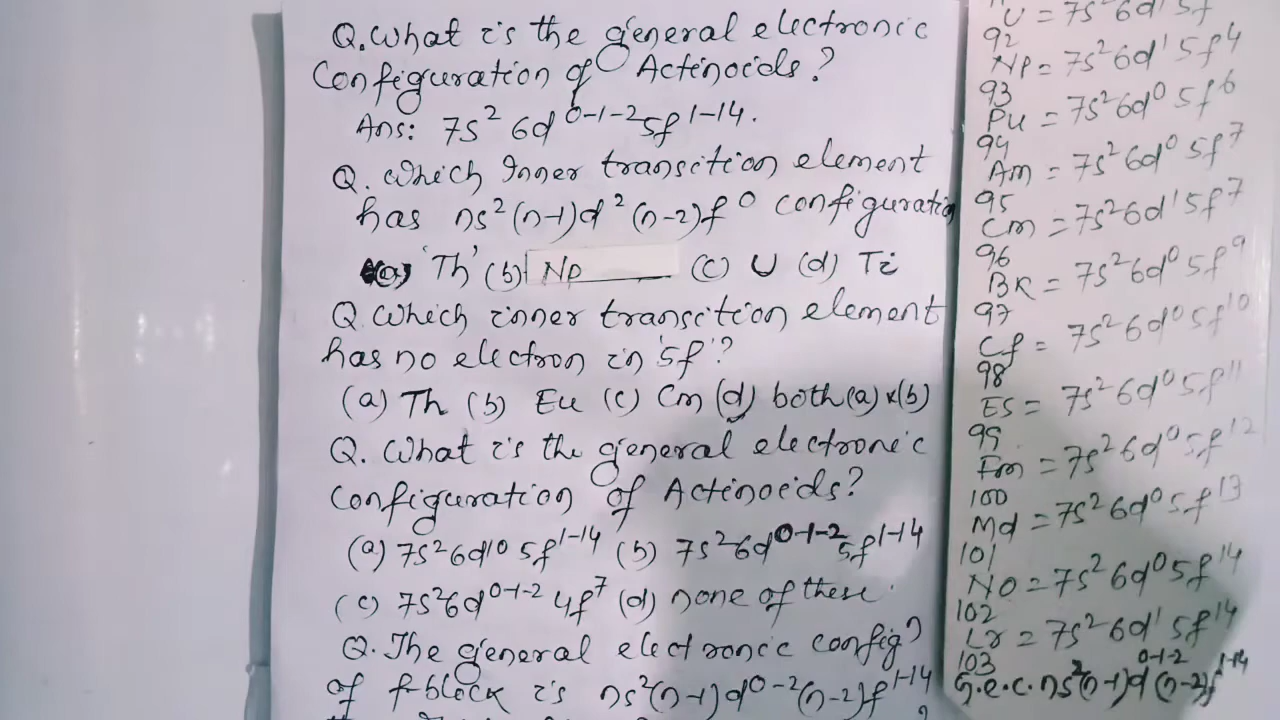 Q. What is the general electronic
Configuration of Actinoids?
Ans: 7s² 6d⁰⁻¹⁻² 5f¹⁻¹⁴.
Q. Which Inner transition element
has ns² (n-1)d² (n-2)f⁰ configuratio
(a) 'Th' (b) Np (c) U (d) Ti
Q. Which inner transition element
has no electron in '5f'?
(a) Th (b) Eu (c) Cm (d) both (a) & (b)
Q. What is the general electronic
configuration of Actinoids?
(a) 7s² 6d¹⁰ 5f¹⁻¹⁴ (b) 7s² 6d⁰⁻¹⁻² 5f¹⁻¹⁴
(c) 7s² 6d⁰⁻¹⁻² 4f⁷ (d) none of these.
Q. The general electronic config?
of f-block is ns² (n-1)d⁰⁻² (n-2)f¹⁻¹⁴
U = 7s² 6d¹ 5f
92
Np = 7s² 6d¹ 5f⁴
93
Pu = 7s² 6d⁰ 5f⁶
94
Am = 7s² 6d⁰ 5f⁷
95
Cm = 7s² 6d¹ 5f⁷
96
BK = 7s² 6d⁰ 5f⁹
97
Cf = 7s² 6d⁰ 5f¹⁰
98
ES = 7s² 6d⁰ 5f¹¹
99
Fm = 7s² 6d⁰ 5f¹²
100
Md = 7s² 6d⁰ 5f¹³
101
NO = 7s² 6d⁰ 5f¹⁴
102
Lr = 7s² 6d¹ 5f¹⁴
103
G.e.c. ns² (n-1)d⁰⁻¹⁻² (n-2)f¹⁻¹⁴